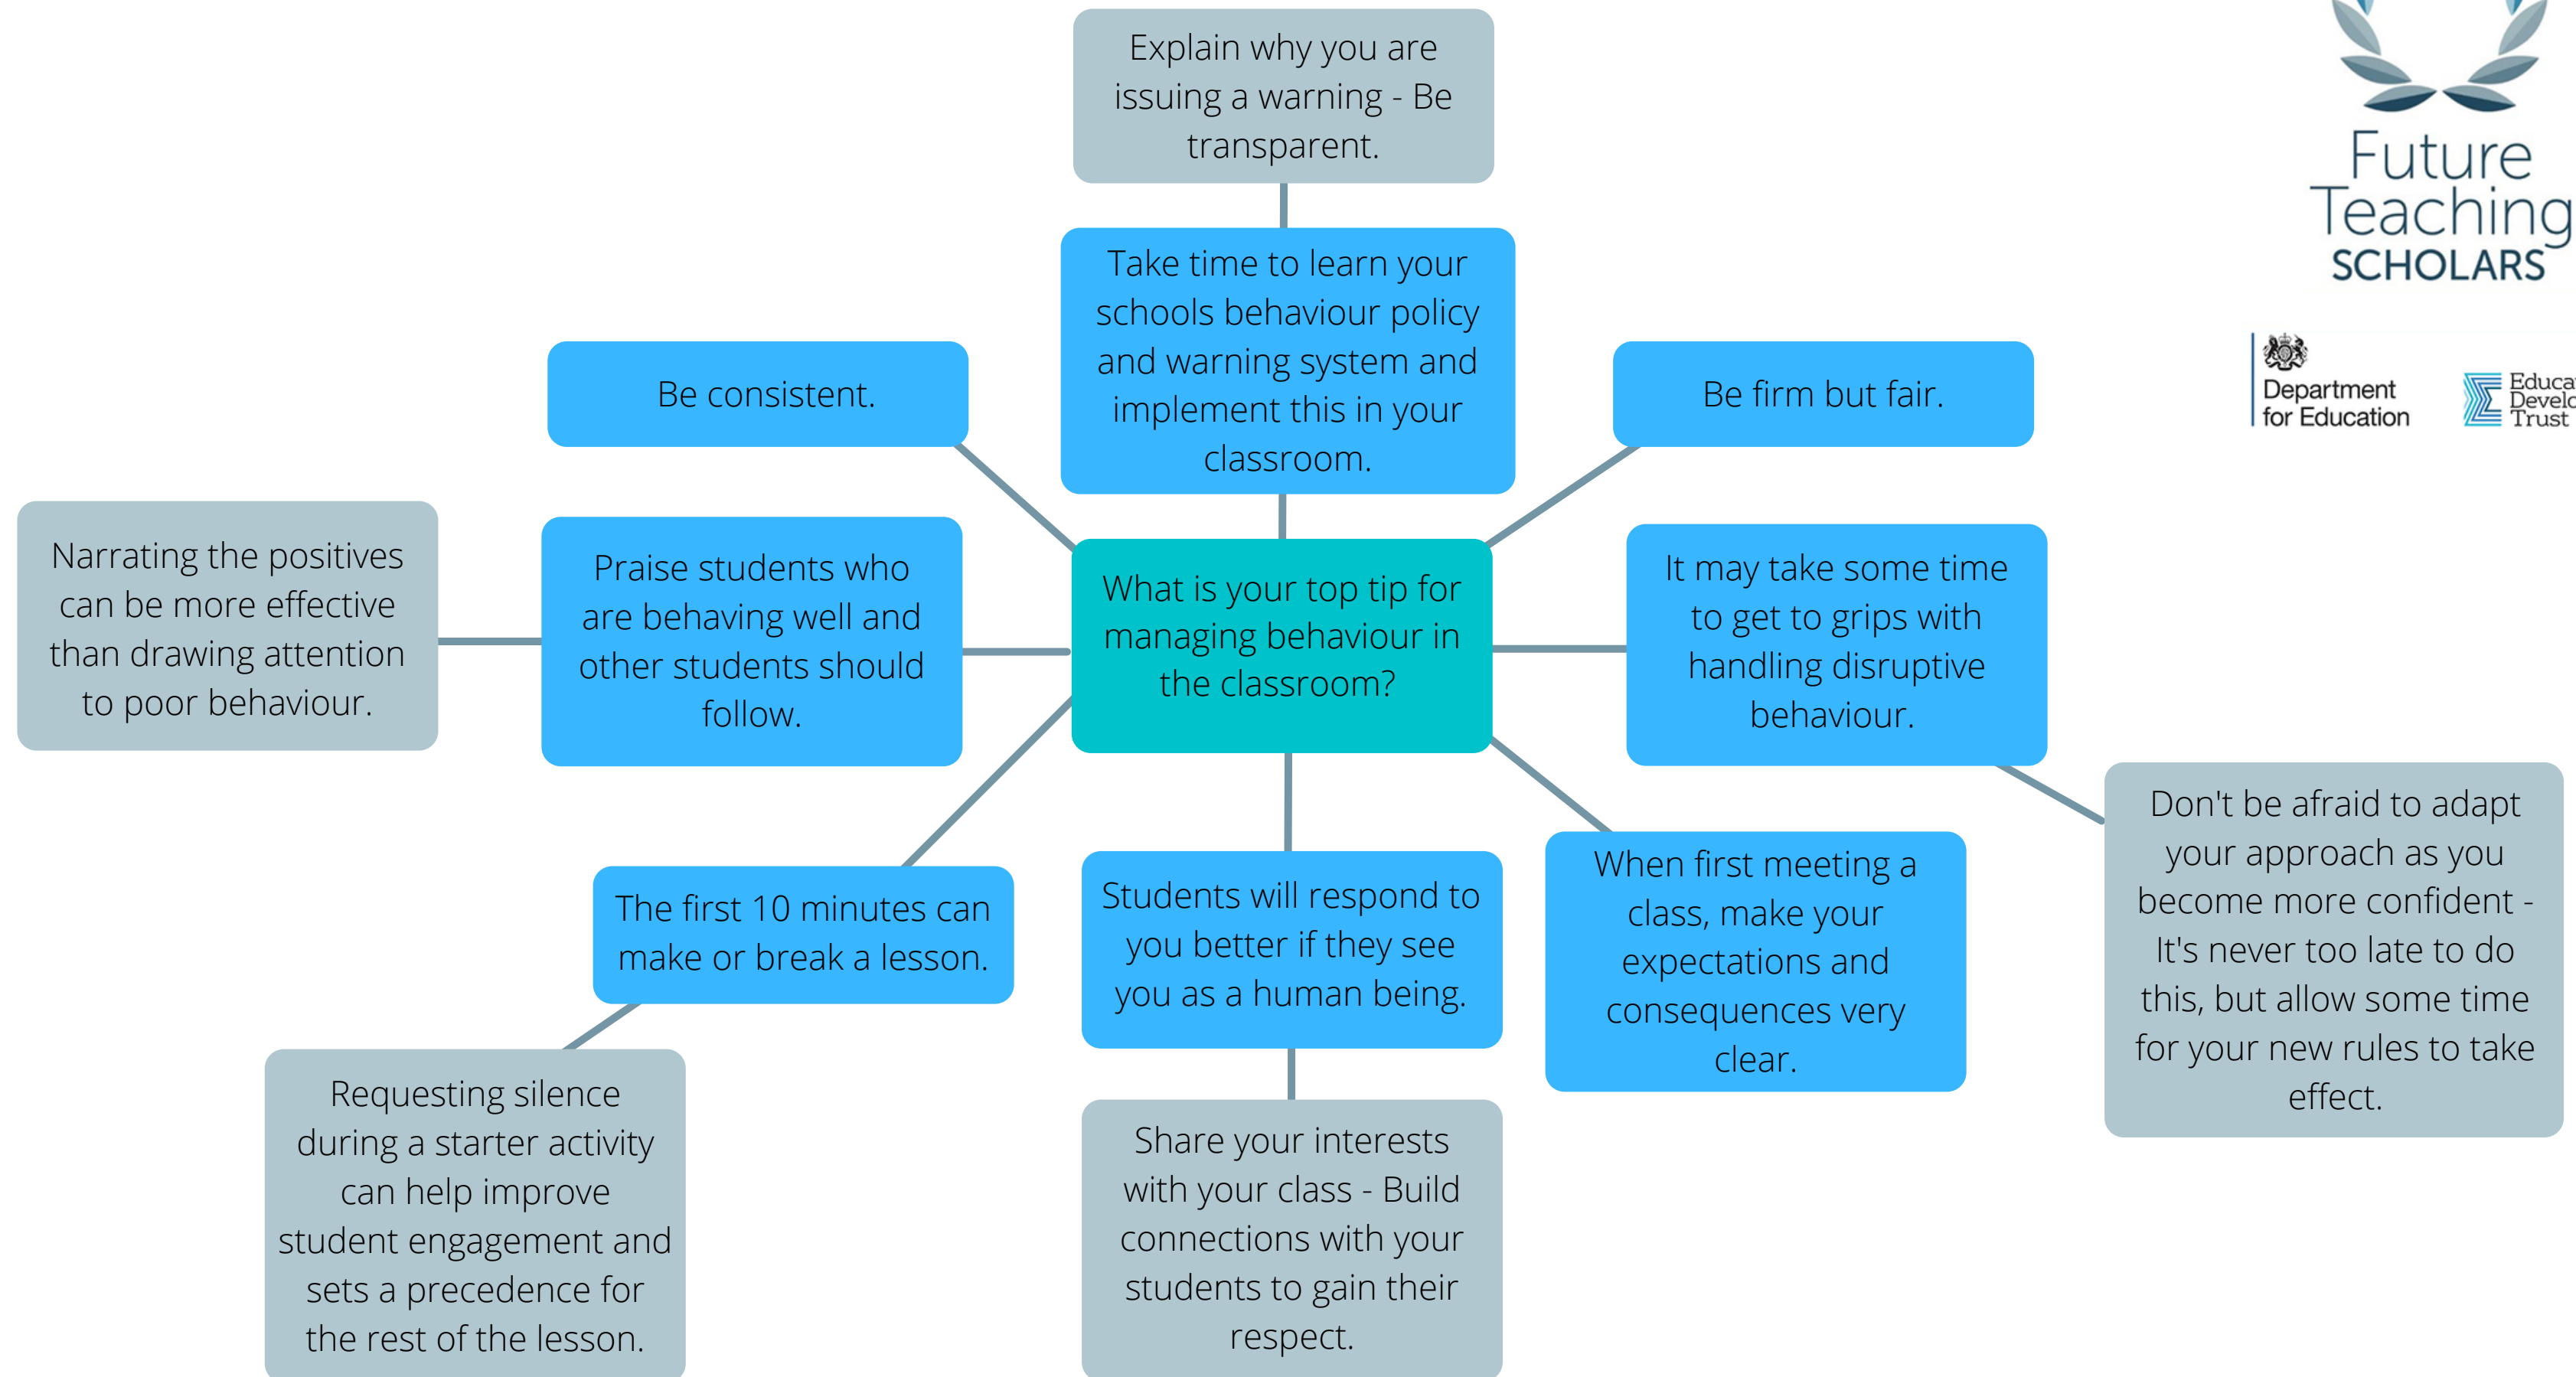 Explain why you are
issuing a warning - Be
transparent.
Future
Teaching
SCHOLARS
Take time to learn your
schools behaviour policy
and warning system and
implement this in your
classroom.
Be consistent.
Be firm but fair.
Department
for Education
Trust
Narrating the positives
can be more effective
than drawing attention
to poor behaviour.
Praise students who
are behaving well and
other students should
follow.
What is your top tip for
managing behaviour in
the classroom?
It may take some time
to get to grips with
handling disruptive
behaviour.
Don't be afraid to adapt
your approach as you
become more confident -
It's never too late to do
this, but allow some time
for your new rules to take
effect.
The first 10 minutes can
make or break a lesson.
Students will respond to
you better if they see
you as a human being.
When first meeting a
class, make your
expectations and
consequences very
clear.
Requesting silence
during a starter activity
can help improve
student engagement and
sets a precedence for
the rest of the lesson.
Share your interests
with your class - Build
connections with your
students to gain their
respect.